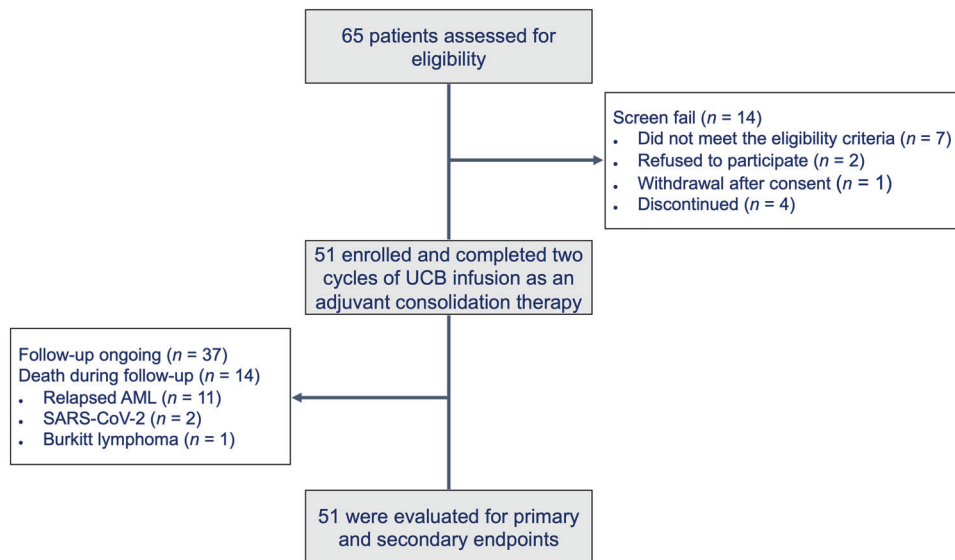 65 patients assessed for
eligibility
Screen fail (n = 14)
• Did not meet the eligibility criteria (n = 7)
• Refused to participate (n = 2)
• Withdrawal after consent (n = 1)
• Discontinued (n = 4)
51 enrolled and completed two
cycles of UCB infusion as an
adjuvant consolidation therapy
Follow-up ongoing (n = 37)
Death during follow-up (n = 14)
• Relapsed AML (n = 11)
• SARS-CoV-2 (n = 2)
• Burkitt lymphoma (n = 1)
51 were evaluated for primary
and secondary endpoints